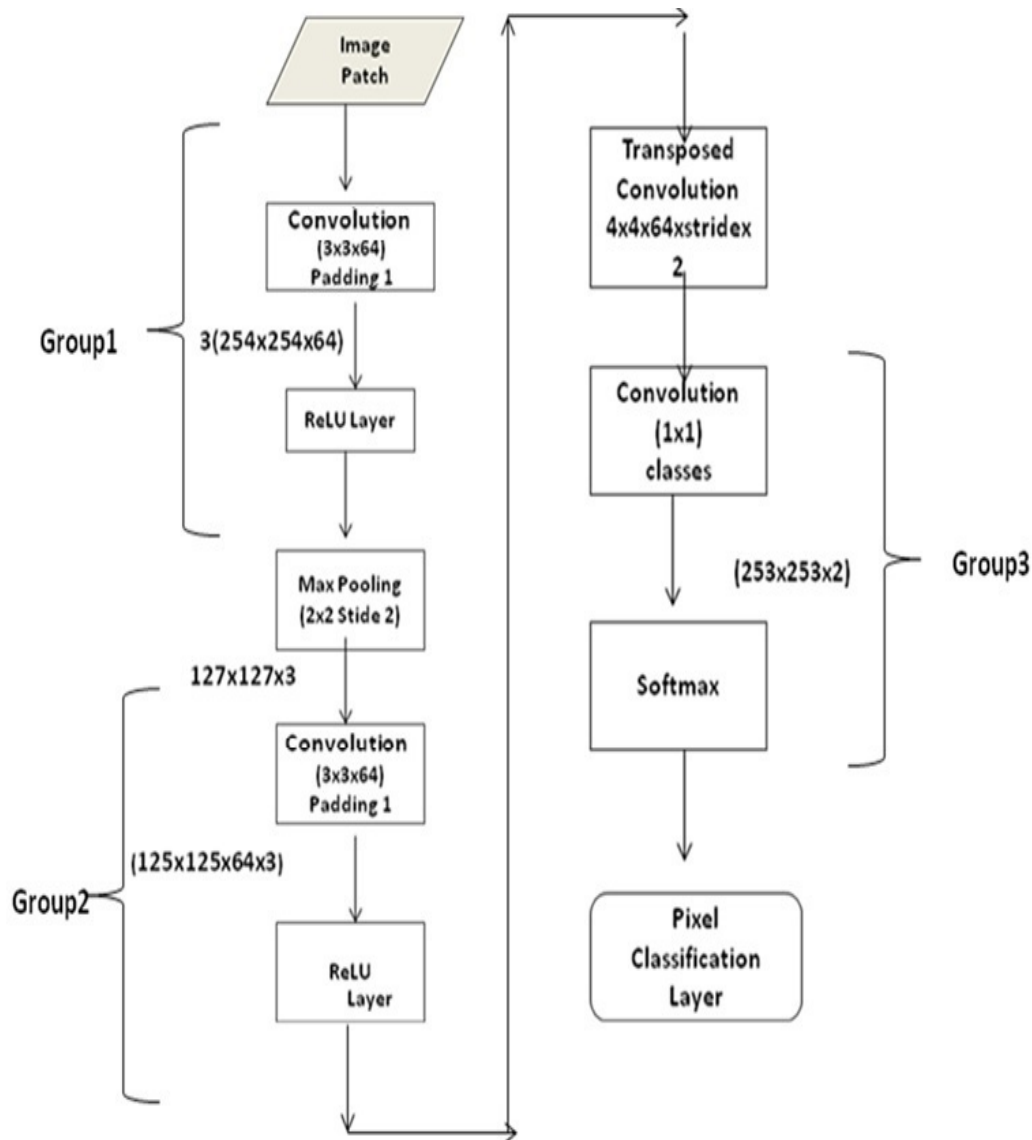 Image
Patch
Convolution
(3x3x64)
Padding 1
Group1
3(254x254x64)
ReLU Layer
Max Pooling
(2x2 Stide 2)
127x127x3
Convolution
(3x3x64)
Padding 1
(125x125x64x3)
Group2
ReLU
Layer
Transposed
Convolution
4x4x64xstridex
2
Convolution
(1x1)
classes
(253x253x2)
Group3
Softmax
Pixel
Classification
Layer